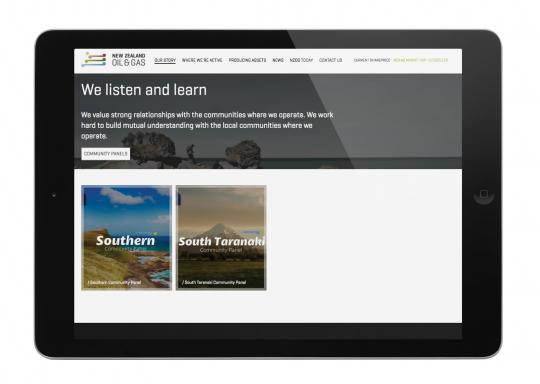 NEW ZEALAND
OIL & GAS
OUR STORY WHERE WE'RE ACTIVE PRODUCING ASSETS NEWS NZOG TODAY CONTACT US CURRENT SHARE PRICE
We listen and learn
We value strong relationships with the communities where we operate. We work
hard to build mutual understanding with the local communities where we
operate.
COMMUNITY PANELS
Southern
Community Panel
/ Southern Community Panel
South Taranaki
Community Panel
/ South Taranaki Community Panel